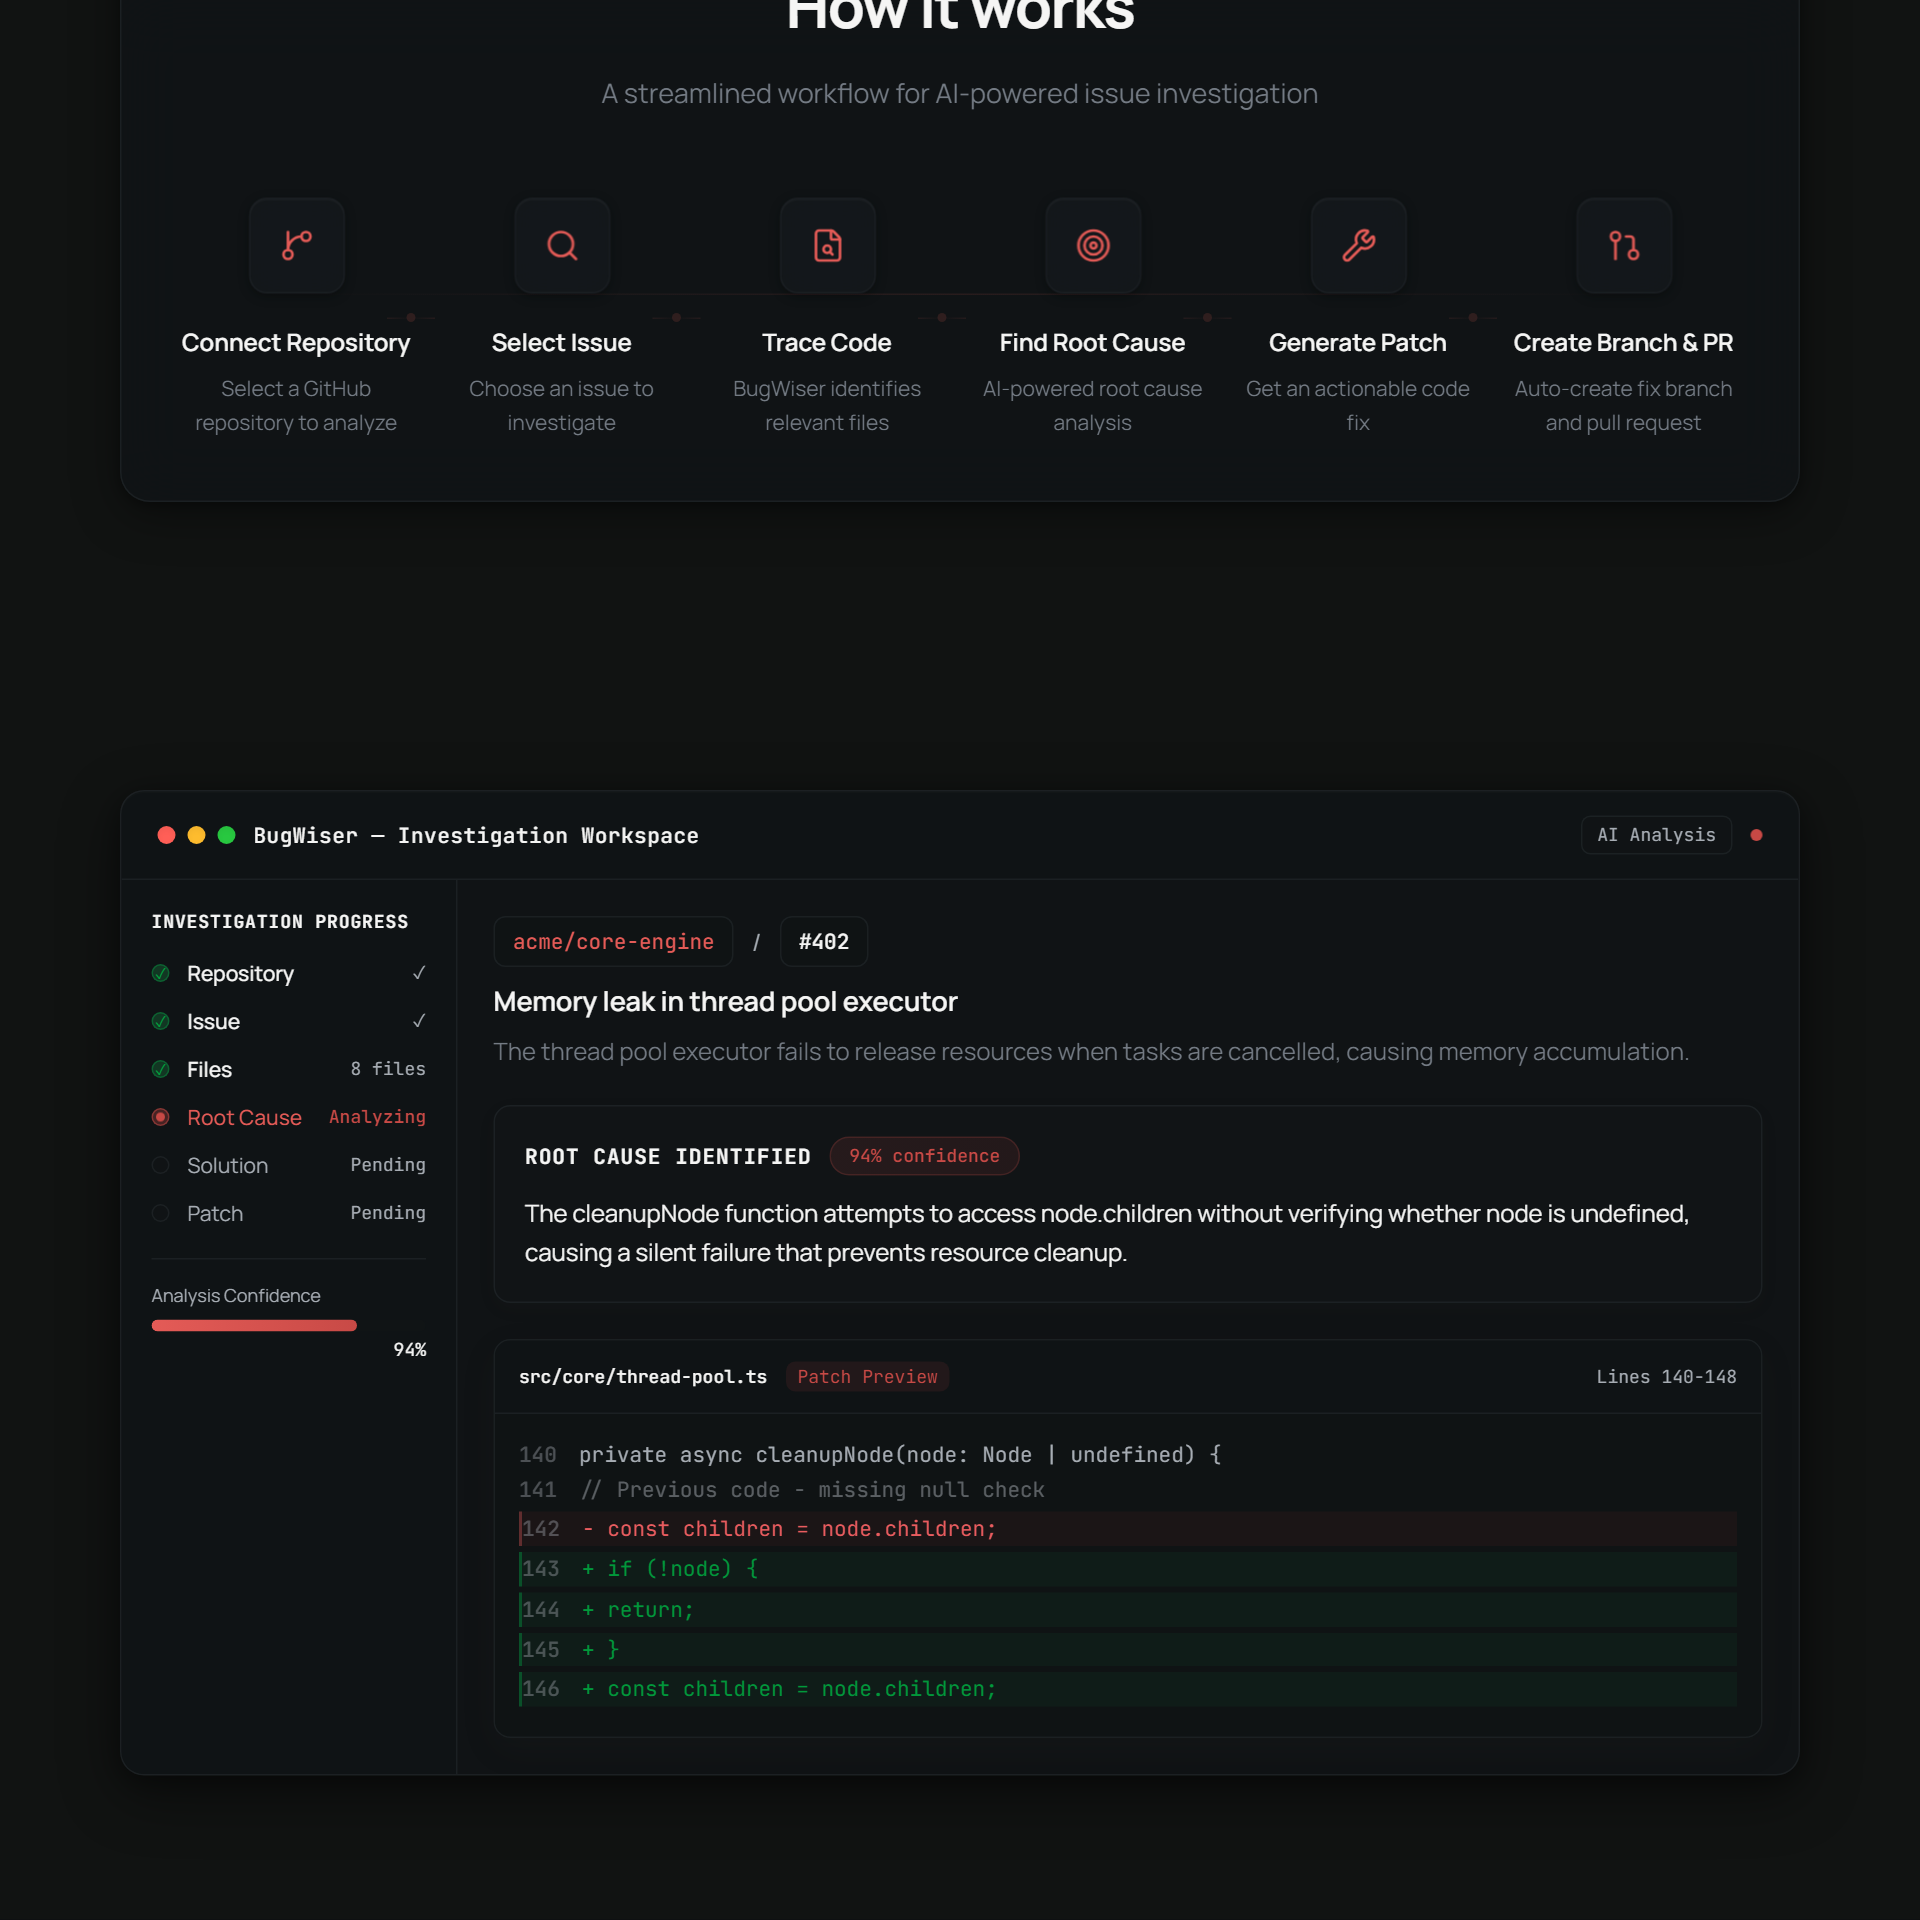 How it works
A streamlined workflow for AI-powered issue investigation
Connect Repository
Select a GitHub
repository to analyze
Select Issue
Choose an issue to
investigate
Trace Code
BugWiser identifies
relevant files
Find Root Cause
AI-powered root cause
analysis
Generate Patch
Get an actionable code
fix
Create Branch & PR
Auto-create fix branch
and pull request
BugWiser — Investigation Workspace
AI Analysis
INVESTIGATION PROGRESS
✓ Repository ✓
✓ Issue ✓
✓ Files 8 files
Root Cause Analyzing
Solution Pending
Patch Pending
Analysis Confidence
94%
acme/core-engine / #402
Memory leak in thread pool executor
The thread pool executor fails to release resources when tasks are cancelled, causing memory accumulation.
ROOT CAUSE IDENTIFIED 94% confidence
The cleanupNode function attempts to access node.children without verifying whether node is undefined,
causing a silent failure that prevents resource cleanup.
src/core/thread-pool.ts Patch Preview Lines 140-148
140 private async cleanupNode(node: Node | undefined) {
141 // Previous code - missing null check
142 - const children = node.children;
143 + if (!node) {
144 + return;
145 + }
146 + const children = node.children;